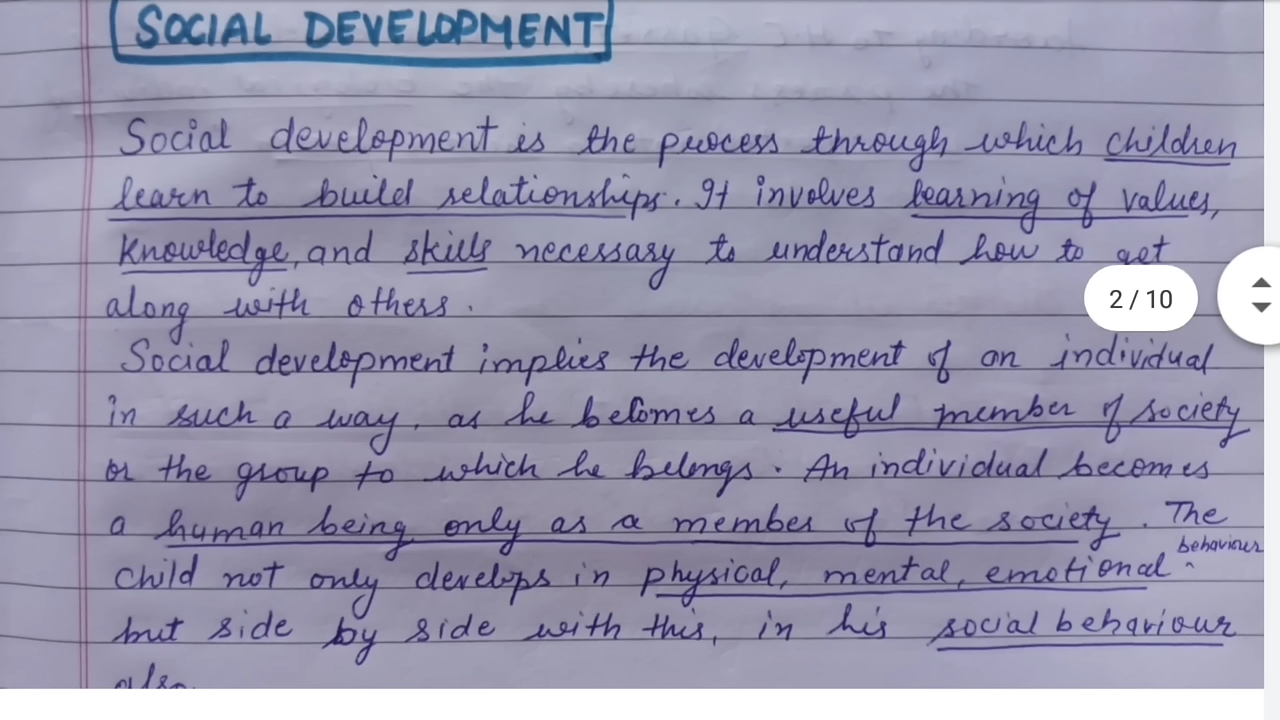 SOCIAL DEVELOPMENT
Social development is the process through which children
learn to build relationships. It involves learning of values,
knowledge, and skills necessary to understand how to get
along with others.
2 / 10
Social development implies the development of an individual
in such a way, as he becomes a useful member of society
or the group to which he belongs. An individual becomes
a human being only as a member of the society. The
behaviour
child not only develops in physical, mental, emotional ^
but side by side with this, in his social behaviour
also